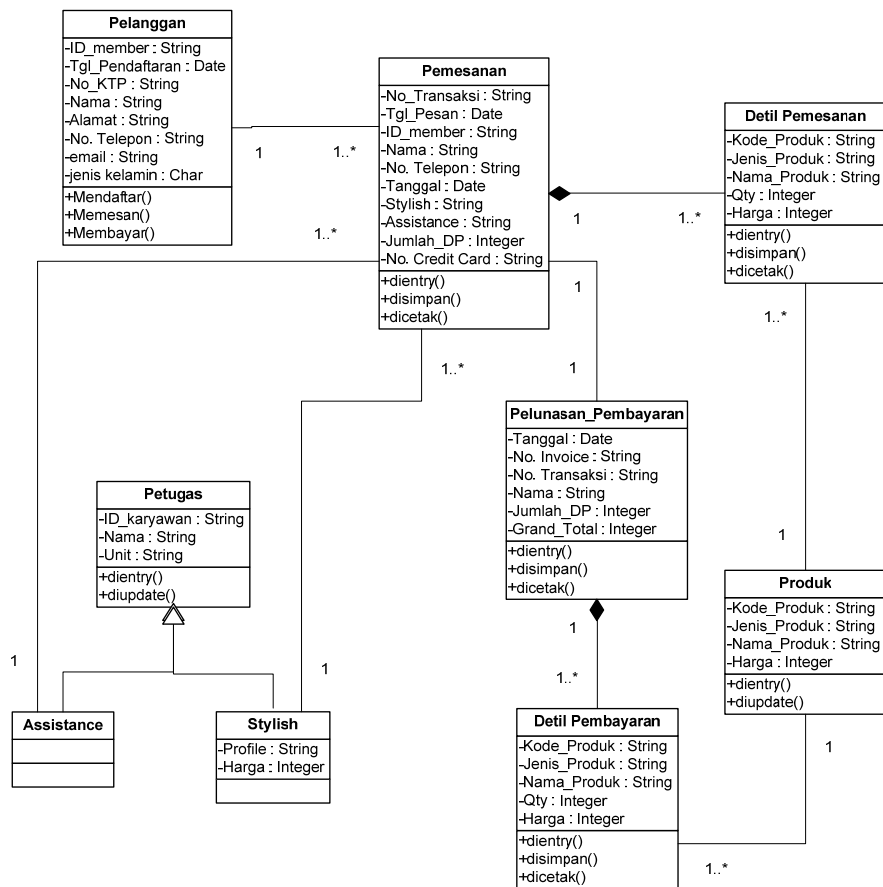 Pelanggan
-ID_member : String
-Tgl_Pendaftaran : Date
-No_KTP : String
-Nama : String
-Alamat : String
-No. Telepon : String
-email : String
-jenis kelamin : Char
+Mendaftar()
+Memesan()
+Membayar()
1
1..*
Pemesanan
-No_Transaksi : String
-Tgl_Pesan : Date
-ID_member : String
-Nama : String
-No. Telepon : String
-Tanggal : Date
-Stylish : String
-Assistance : String
-Jumlah_DP : Integer
-No. Credit Card : String
+dientry()
+disimpan()
+dicetak()
1
1..*
Detil Pemesanan
-Kode_Produk : String
-Jenis_Produk : String
-Nama_Produk : String
-Qty : Integer
-Harga : Integer
+dientry()
+disimpan()
+dicetak()
1..*
1
1..*
1..*
1
Pelunasan_Pembayaran
-Tanggal : Date
-No. Invoice : String
-No. Transaksi : String
-Nama : String
-Jumlah_DP : Integer
-Grand_Total : Integer
+dientry()
+disimpan()
+dicetak()
Petugas
-ID_karyawan : String
-Nama : String
-Unit : String
+dientry()
+diupdate()
1
Produk
-Kode_Produk : String
-Jenis_Produk : String
-Nama_Produk : String
-Harga : Integer
+dientry()
+diupdate()
1
1
1
1..*
Assistance
Stylish
-Profile : String
-Harga : Integer
Detil Pembayaran
-Kode_Produk : String
-Jenis_Produk : String
-Nama_Produk : String
-Qty : Integer
-Harga : Integer
+dientry()
+disimpan()
+dicetak()
1
1..*